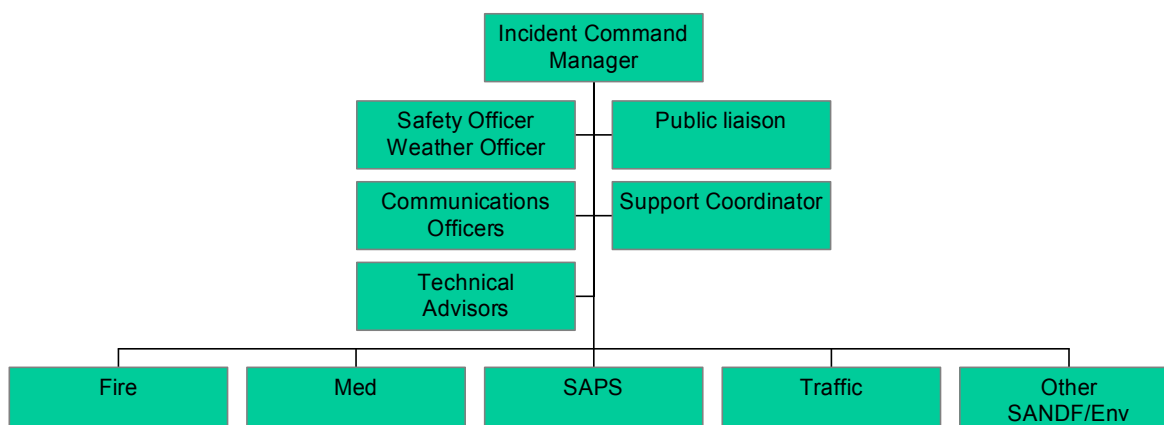 Incident Command
Manager
Safety Officer
Weather Officer
Public liaison
Communications
Officers
Support Coordinator
Technical
Advisors
Fire
Med
SAPS
Traffic
Other
SANDF/Env